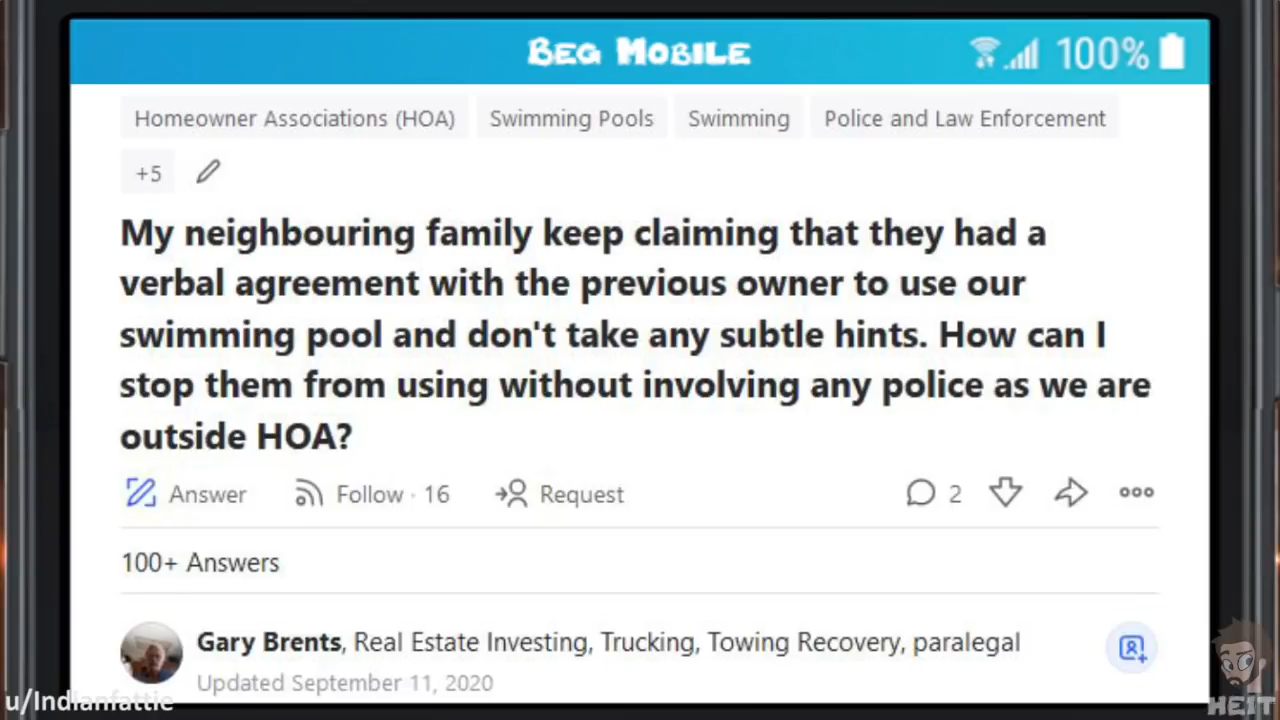 BEG MOBILE
100%
Homeowner Associations (HOA) Swimming Pools Swimming Police and Law Enforcement
+5
My neighbouring family keep claiming that they had a
verbal agreement with the previous owner to use our
swimming pool and don't take any subtle hints. How can I
stop them from using without involving any police as we are
outside HOA?
Answer Follow · 16 Request 2
100+ Answers
Gary Brents, Real Estate Investing, Trucking, Towing Recovery, paralegal
Updated September 11, 2020
u/Indianfattie
HEIT